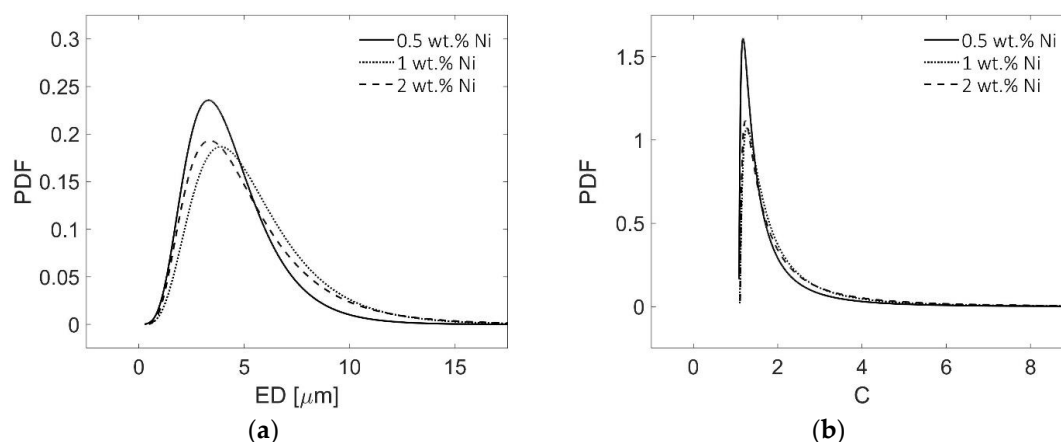 0.3
0.25
0.2
0.15
0.1
0.05
0
PDF
0.5 wt.% Ni
1 wt.% Ni
2 wt.% Ni
0
5
10
15
ED [μm]
(a)
1.5
1
0.5
0
PDF
0.5 wt.% Ni
1 wt.% Ni
2 wt.% Ni
0
2
4
6
8
C
(b)